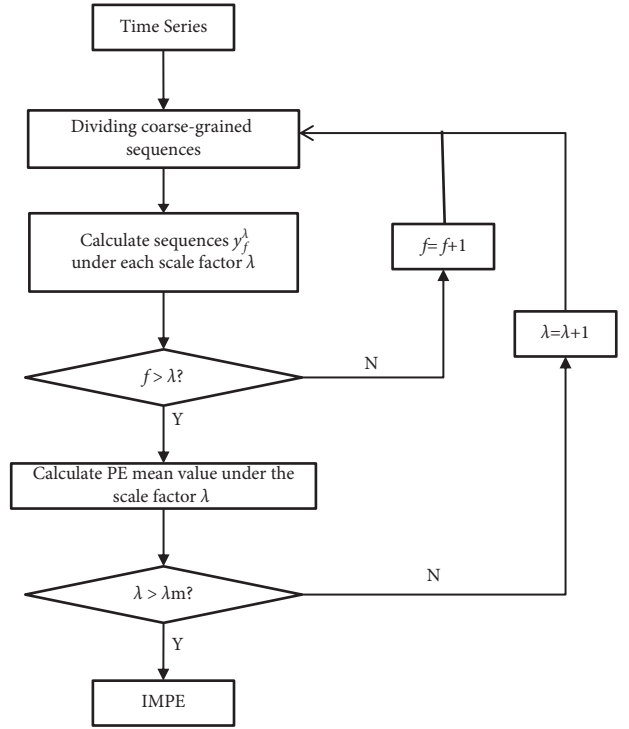 Time Series
Dividing coarse-grained
sequences
Calculate sequences y_f^λ
under each scale factor λ
f = f+1
λ=λ+1
f > λ?
N
Y
Calculate PE mean value under the
scale factor λ
λ > λm?
N
Y
IMPE